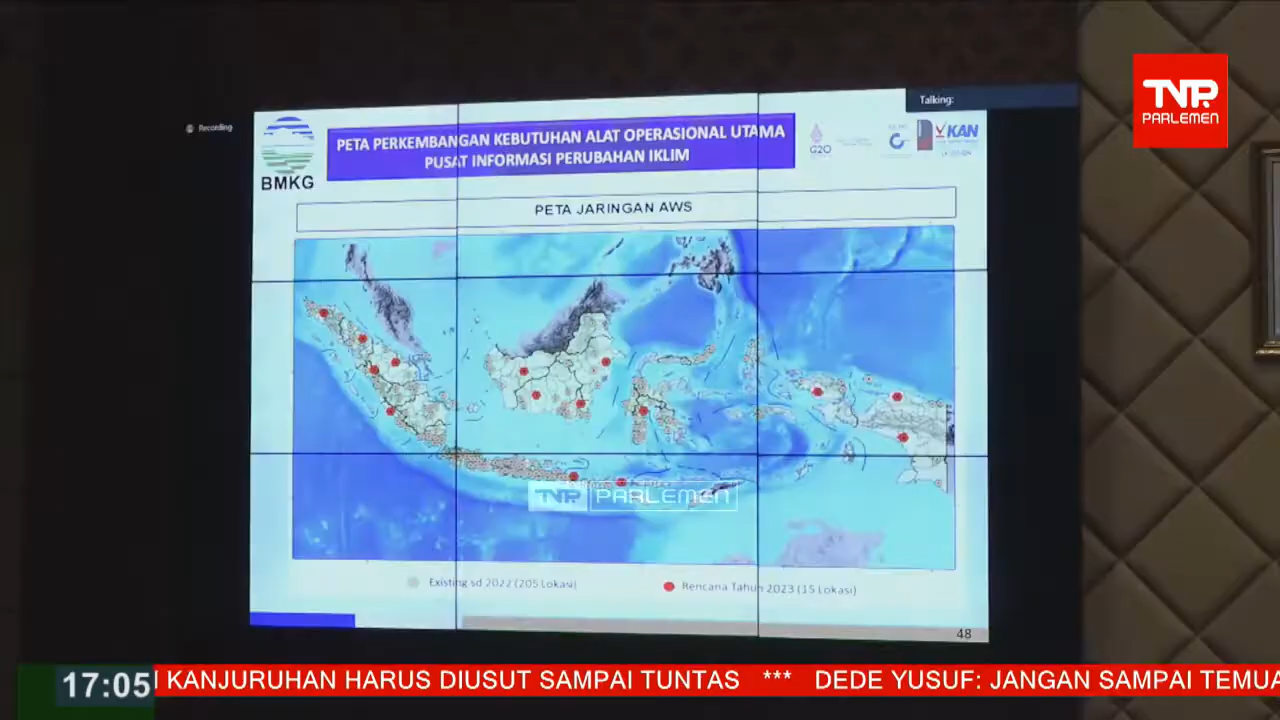 Recording
Talking:
TVP.
PARLEMEN
BMKG
PETA PERKEMBANGAN KEBUTUHAN ALAT OPERASIONAL UTAMA
PUSAT INFORMASI PERUBAHAN IKLIM
G20
KAN
PETA JARINGAN AWS
TVP. PARLEMEN
Existing sd 2022 (205 Lokasi)
Rencana Tahun 2023 (15 Lokasi)
48
17:05
I KANJURUHAN HARUS DIUSUT SAMPAI TUNTAS *** DEDE YUSUF: JANGAN SAMPAI TEMUA